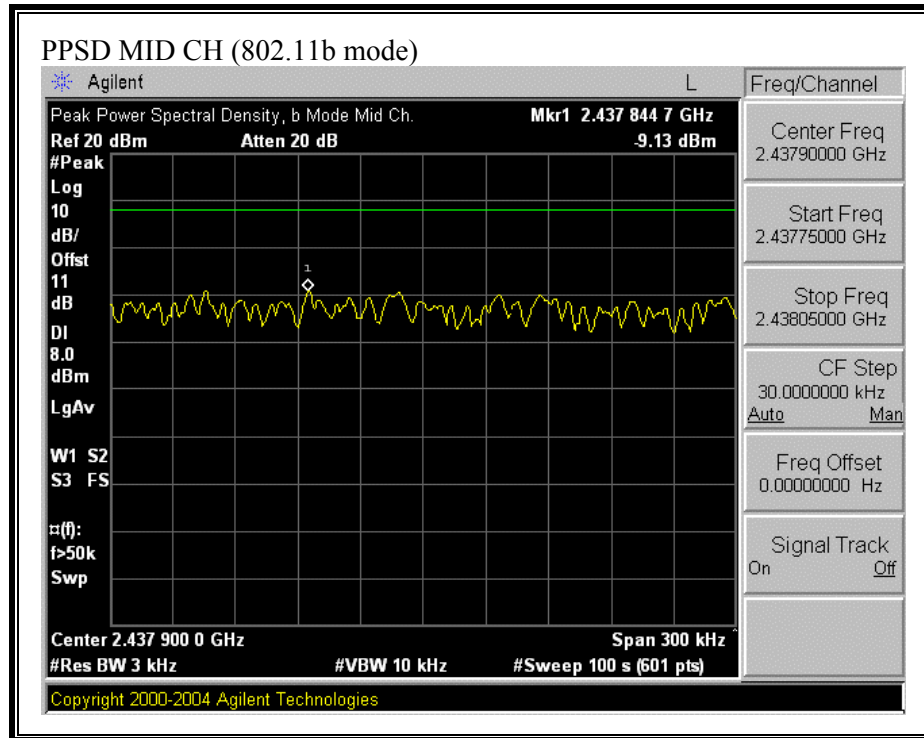 PPSD MID CH (802.11b mode)
Agilent L Freq/Channel
Peak Power Spectral Density, b Mode Mid Ch. Mkr1 2.437 844 7 GHz
Ref 20 dBm Atten 20 dB -9.13 dBm
#Peak
Log
10
dB/
Offst
11
dB
DI
8.0
dBm
LgAv
W1 S2
S3 FS
¤(f):
f>50k
Swp
1
Center 2.437 900 0 GHz Span 300 kHz
#Res BW 3 kHz #VBW 10 kHz #Sweep 100 s (601 pts)
Copyright 2000-2004 Agilent Technologies
Center Freq
2.43790000 GHz
Start Freq
2.43775000 GHz
Stop Freq
2.43805000 GHz
CF Step
30.0000000 kHz
Auto Man
Freq Offset
0.00000000 Hz
Signal Track
On Off